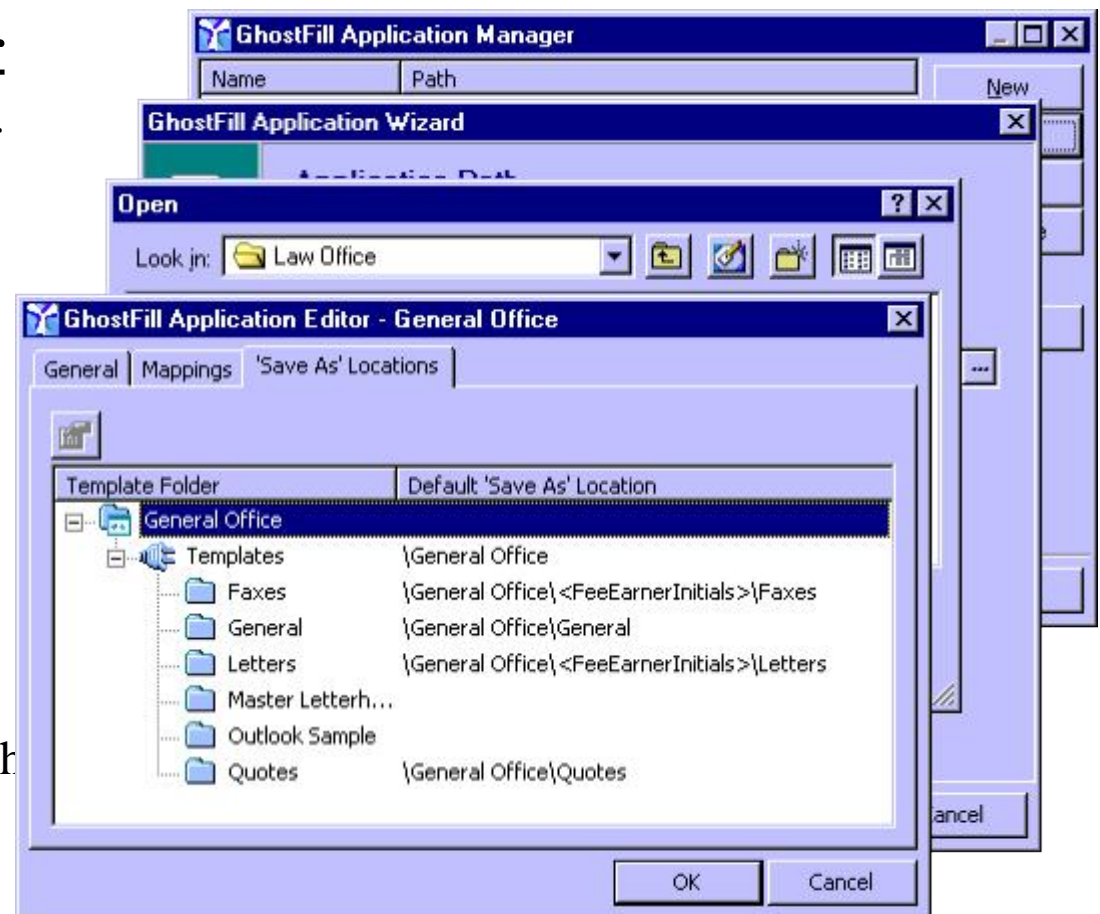 GhostFill Application Manager
Name Path
New
GhostFill Application Wizard
Open
Look in: Law Office
GhostFill Application Editor - General Office
General Mappings 'Save As' Locations
...
Template Folder Default 'Save As' Location
General Office
Templates \General Office
Faxes \General Office\<FeeEarnerInitials>\Faxes
General \General Office\General
Letters \General Office\<FeeEarnerInitials>\Letters
Master Letterh...
Outlook Sample
Quotes \General Office\Quotes
h
ancel
OK Cancel